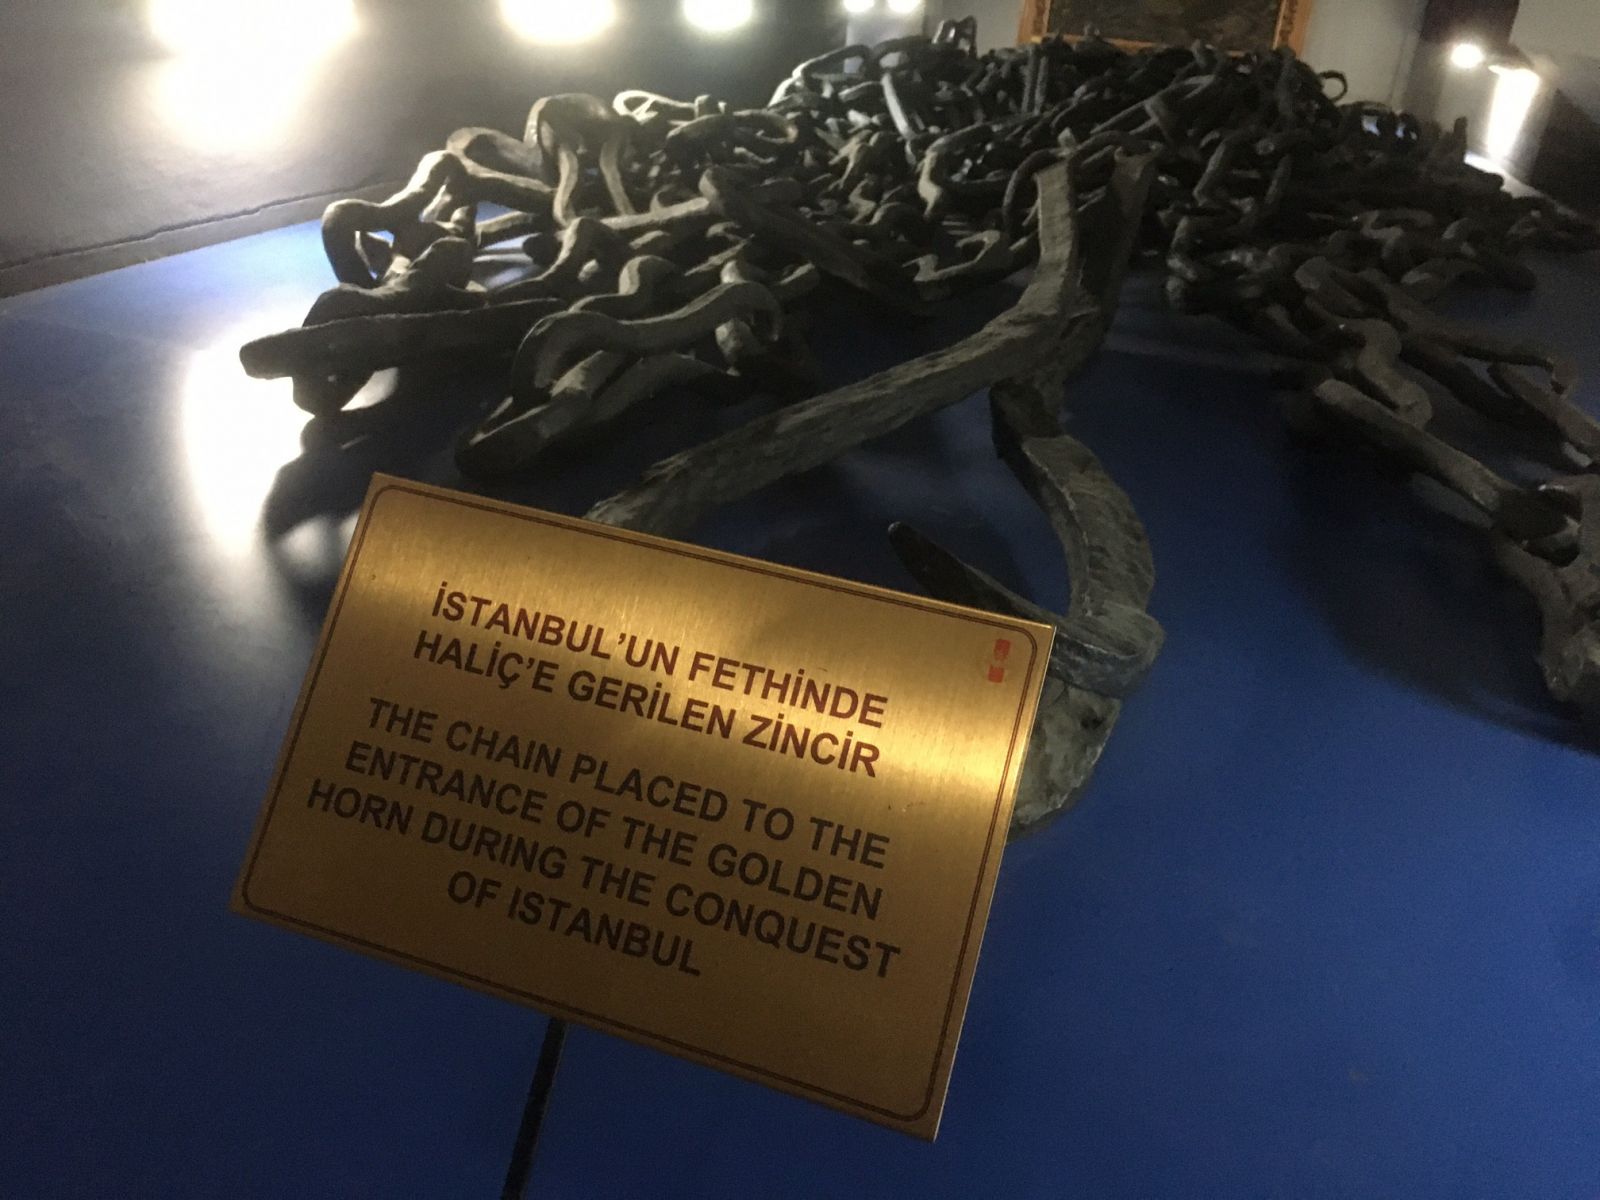 İSTANBUL'UN FETHİNDE
HALİÇ'E GERİLEN ZİNCİR
THE CHAIN PLACED TO THE
ENTRANCE OF THE GOLDEN
HORN DURING THE CONQUEST
OF ISTANBUL